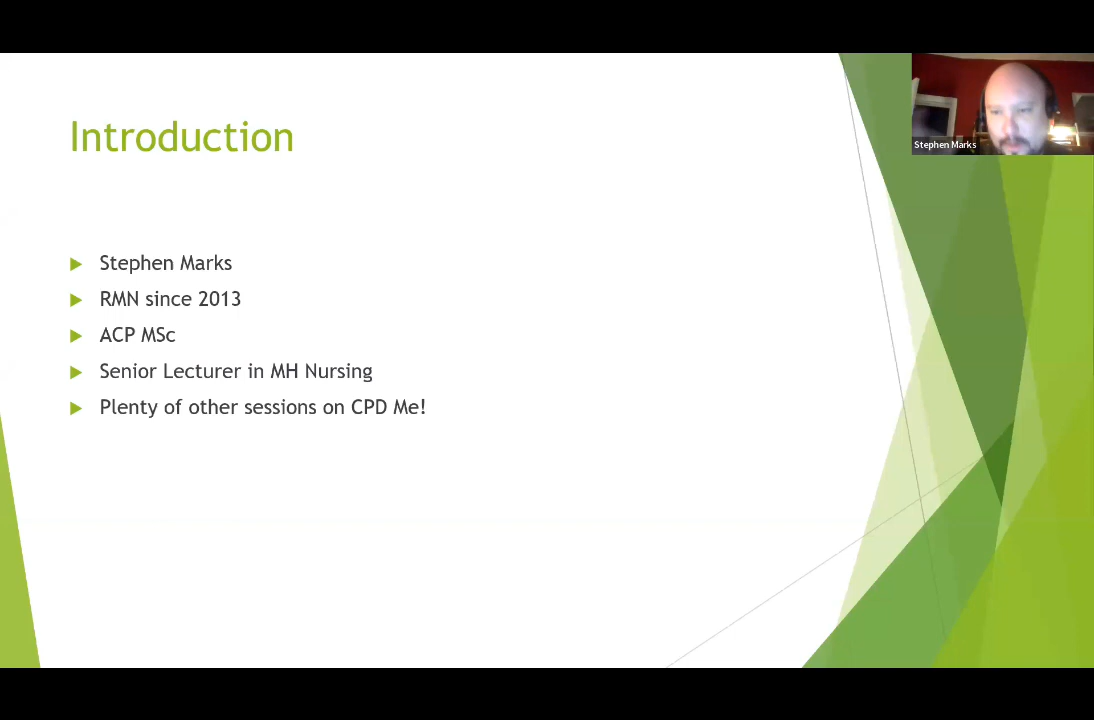 Introduction
Stephen Marks
Stephen Marks
RMN since 2013
ACP MSc
Senior Lecturer in MH Nursing
Plenty of other sessions on CPD Me!